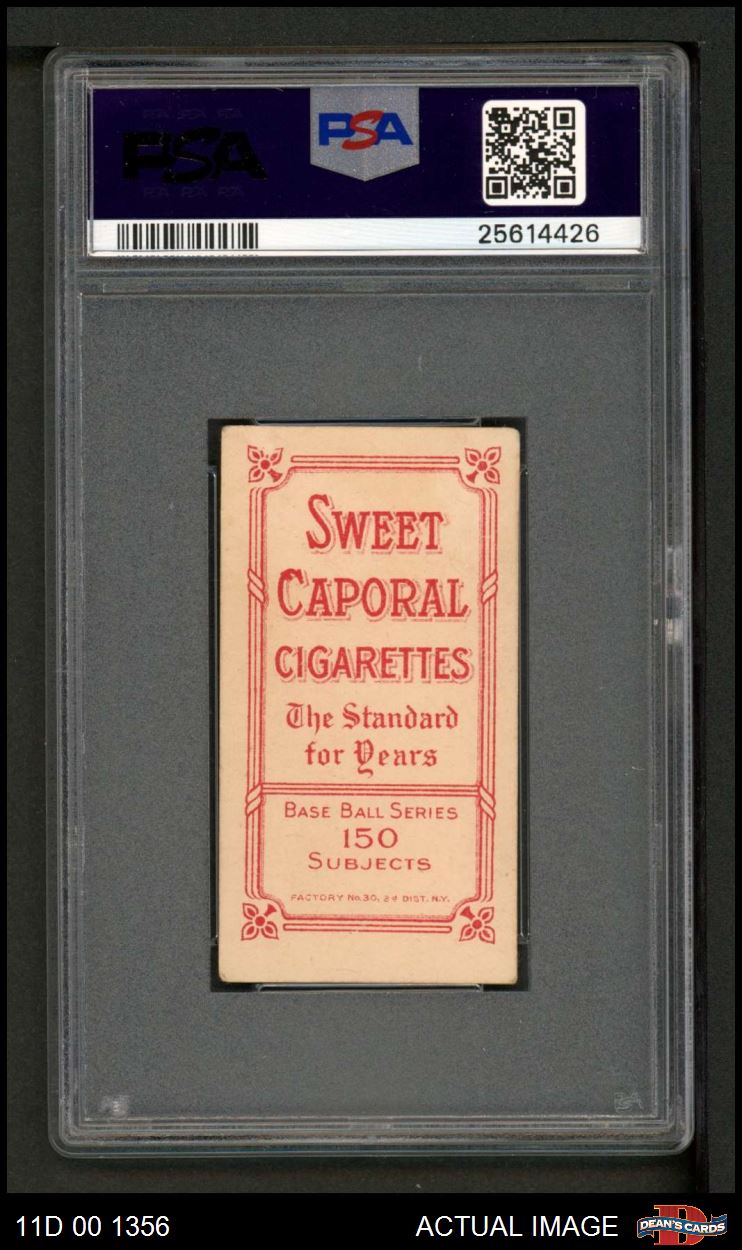 PSA
PSA
25614426
SWEET
CAPORAL
CIGARETTES
The Standard
for Years
BASE BALL SERIES
150
SUBJECTS
FACTORY No. 30, 2d DIST. N.Y.
PSA
11D 00 1356
ACTUAL IMAGE
DEAN'S CARDS